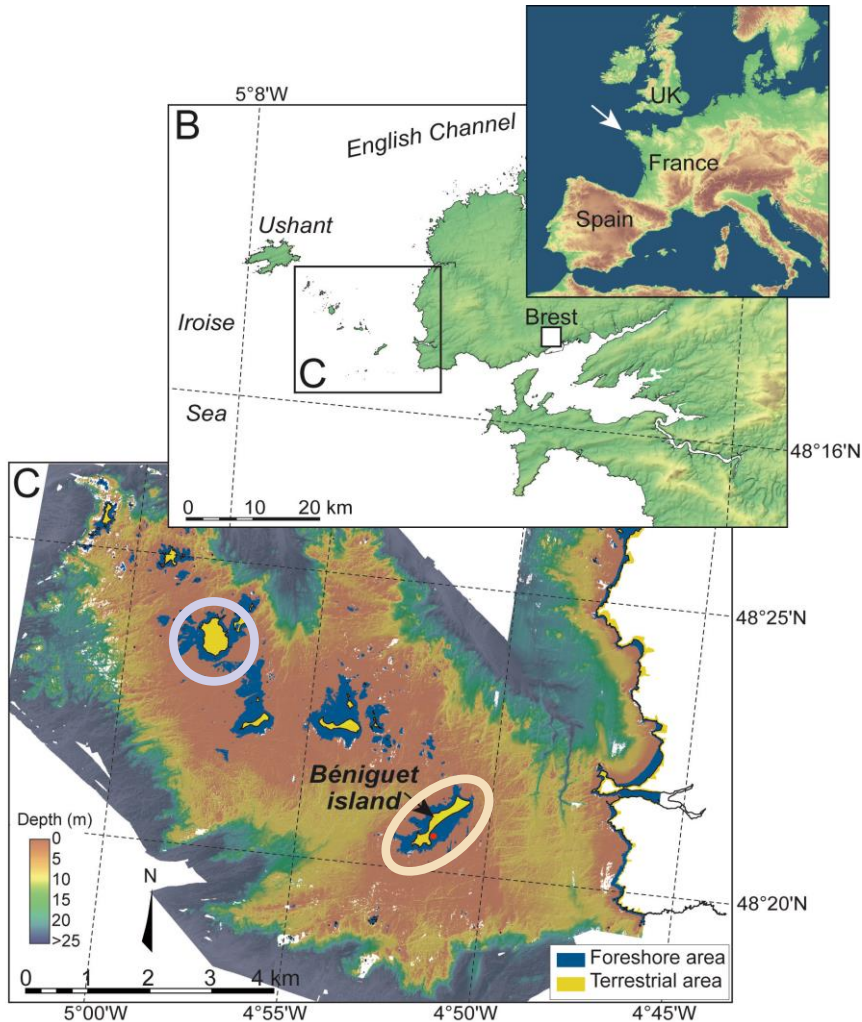 5°8'W
B
English Channel
UK
France
Spain
Ushant
Iroise
Brest
C
Sea
48°16'N
0 10 20 km
C
48°25'N
Béniguet
island
Depth (m)
0
5
10
15
20
>25
N
48°20'N
0 1 2 3 4 km
Foreshore area
Terrestrial area
5°00'W 4°55'W 4°50'W 4°45'W